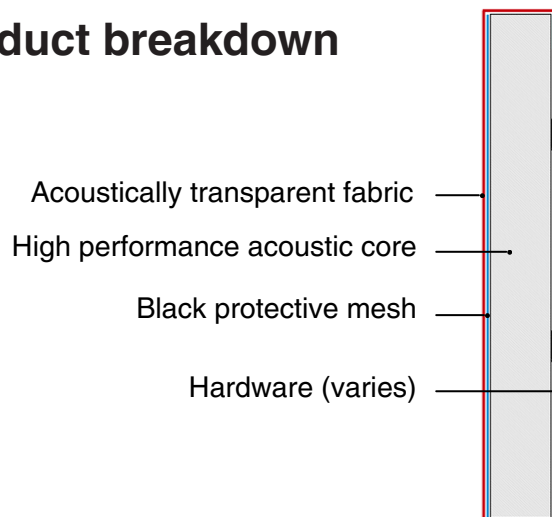 duct breakdown
Acoustically transparent fabric
High performance acoustic core
Black protective mesh
Hardware (varies)